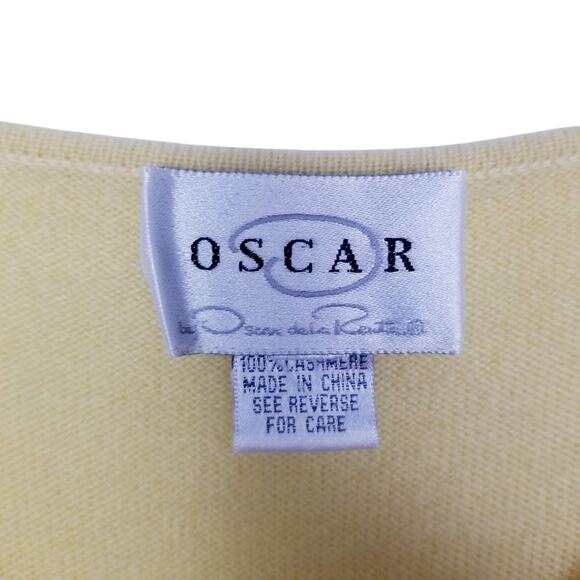 OSCAR
by Oscar de la Renta ©
100% CASHMERE
MADE IN CHINA
SEE REVERSE
FOR CARE